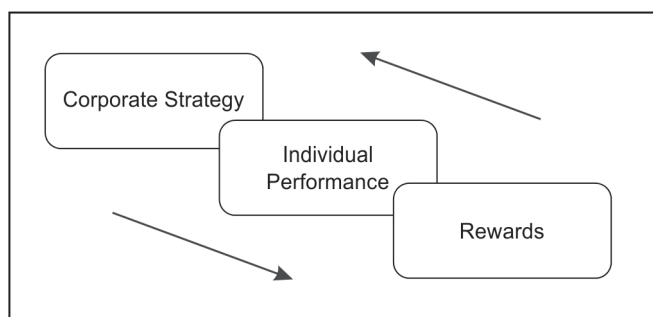 Corporate Strategy
Individual
Performance
Rewards